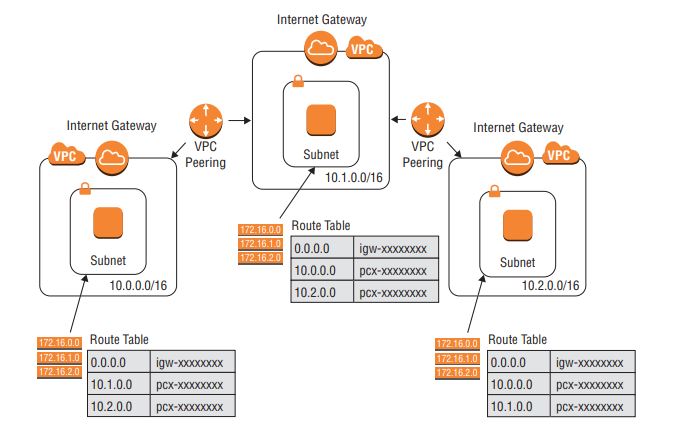 Internet Gateway
VPC
Subnet
10.1.0.0/16
VPC
Peering
VPC
Peering
Internet Gateway
VPC
Subnet
10.0.0.0/16
Internet Gateway
VPC
Subnet
10.2.0.0/16
172.16.0.0
172.16.1.0
172.16.2.0
Route Table
0.0.0.0 igw-xxxxxxxx
10.0.0.0 pcx-xxxxxxxx
10.2.0.0 pcx-xxxxxxxx
172.16.0.0
172.16.1.0
172.16.2.0
Route Table
0.0.0.0 igw-xxxxxxxx
10.1.0.0 pcx-xxxxxxxx
10.2.0.0 pcx-xxxxxxxx
172.16.0.0
172.16.1.0
172.16.2.0
Route Table
0.0.0.0 igw-xxxxxxxx
10.0.0.0 pcx-xxxxxxxx
10.1.0.0 pcx-xxxxxxxx